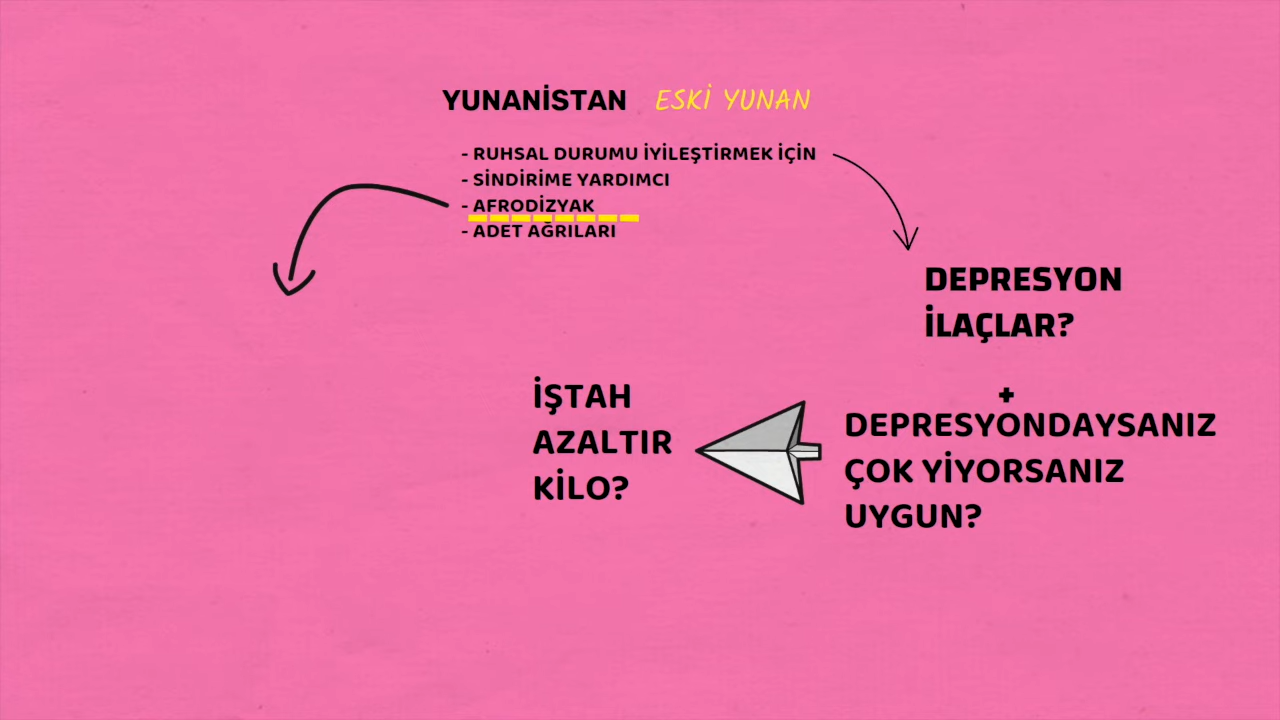 YUNANİSTAN ESKİ YUNAN
- RUHSAL DURUMU İYİLEŞTİRMEK İÇİN
- SİNDİRİME YARDIMCI
- AFRODİZYAK
- ADET AĞRILARI
DEPRESYON
İLAÇLAR?
+
DEPRESYONDAYSANIZ
ÇOK YİYORSANIZ
UYGUN?
İŞTAH
AZALTIR
KİLO?